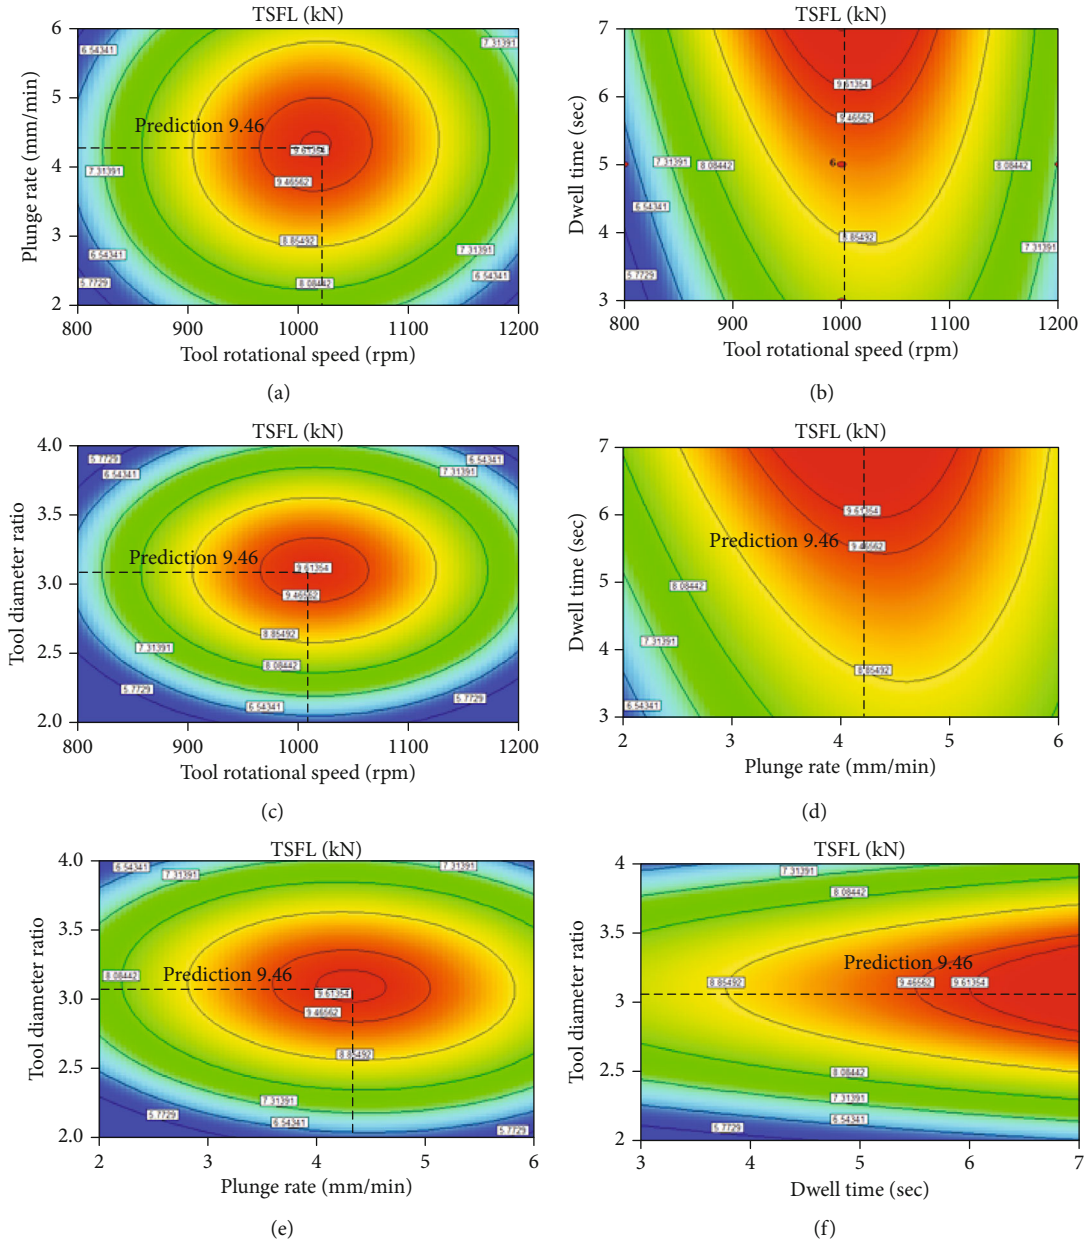 TSFL (kN)
6
5
4
3
2
Plunge rate (mm/min)
6.54341
7.31391
Prediction 9.46
9.61354
9.46562
7.31391
8.85492
7.31391
6.54341
6.54341
5.7729
8.08442
800 900 1000 1100 1200
Tool rotational speed (rpm)
(a)
TSFL (kN)
7
6
5
4
3
Dwell time (sec)
9.61354
9.46562
7.31391
8.08442
6
8.08442
6.54341
8.85492
7.31391
5.7729
800 900 1000 1100 1200
Tool rotational speed (rpm)
(b)
TSFL (kN)
4.0
3.5
3.0
2.5
2.0
Tool diameter ratio
5.7729
6.54341
6.54341
7.31391
Prediction 9.46
9.61354
9.46562
8.85492
7.31391
8.08442
5.7729
5.7729
6.54341
800 900 1000 1100 1200
Tool rotational speed (rpm)
(c)
TSFL (kN)
7
6
5
4
3
Dwell time (sec)
9.61354
Prediction 9.46
9.46562
8.08442
7.31391
8.85492
6.54341
2 3 4 5 6
Plunge rate (mm/min)
(d)
TSFL (kN)
4.0
3.5
3.0
2.5
2.0
Tool diameter ratio
6.54341
7.31391
7.31391
8.08442
Prediction 9.46
9.61354
9.46562
8.85492
7.31391
5.7729
6.54341
5.7729
2 3 4 5 6
Plunge rate (mm/min)
(e)
TSFL (kN)
4
3
2
Tool diameter ratio
7.31391
8.08442
Prediction 9.46
8.85492
9.46562
9.61354
8.08442
7.31391
6.54341
5.7729
3 4 5 6 7
Dwell time (sec)
(f)